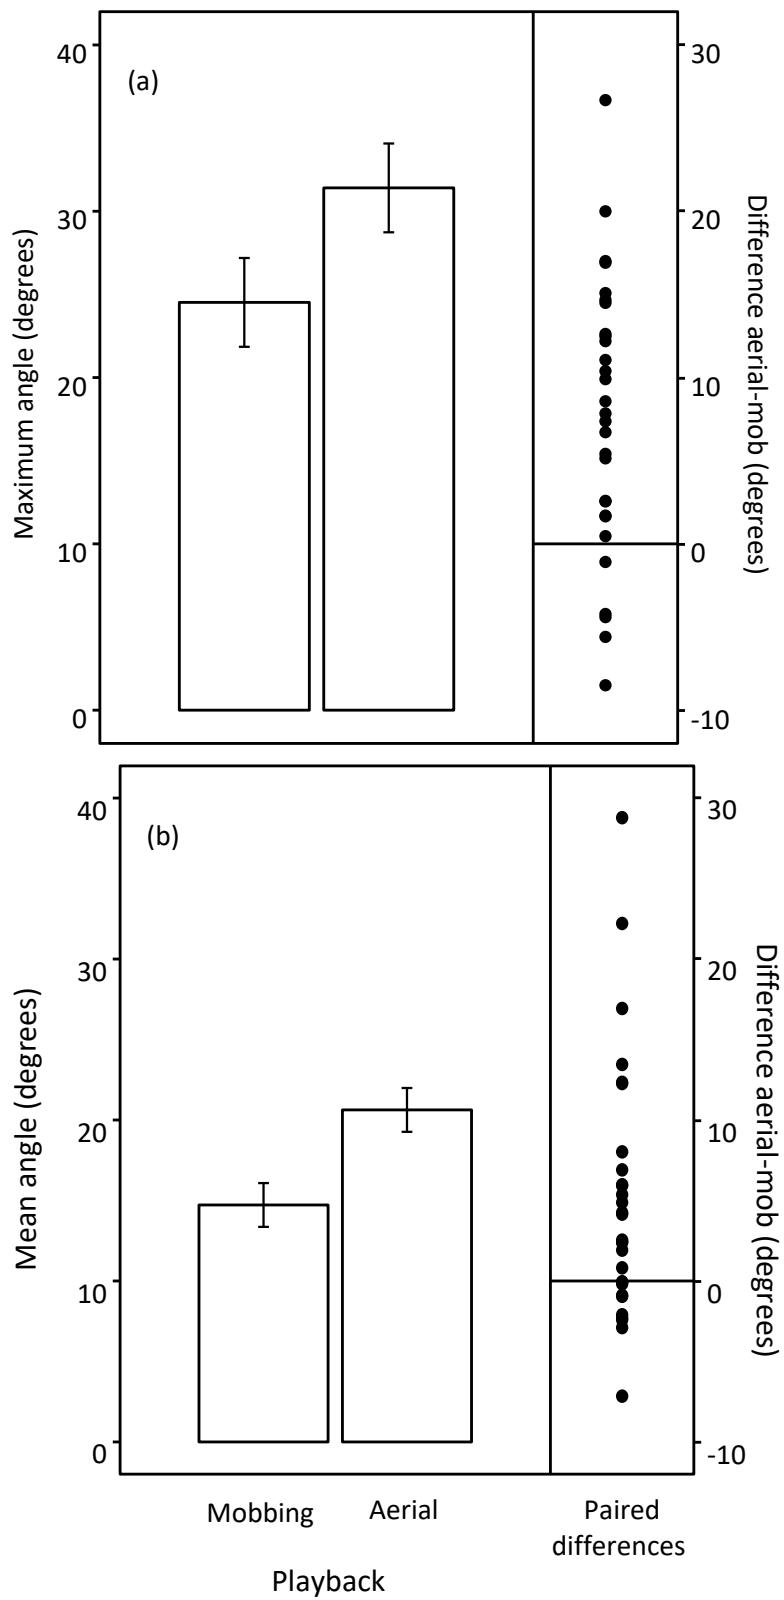 (a)
Maximum angle (degrees)
40
30
20
10
0
30
20
10
0
-10
Difference aerial-mob (degrees)
(b)
Mean angle (degrees)
40
30
20
10
0
30
20
10
0
-10
Difference aerial-mob (degrees)
Mobbing
Aerial
Paired
differences
Playback